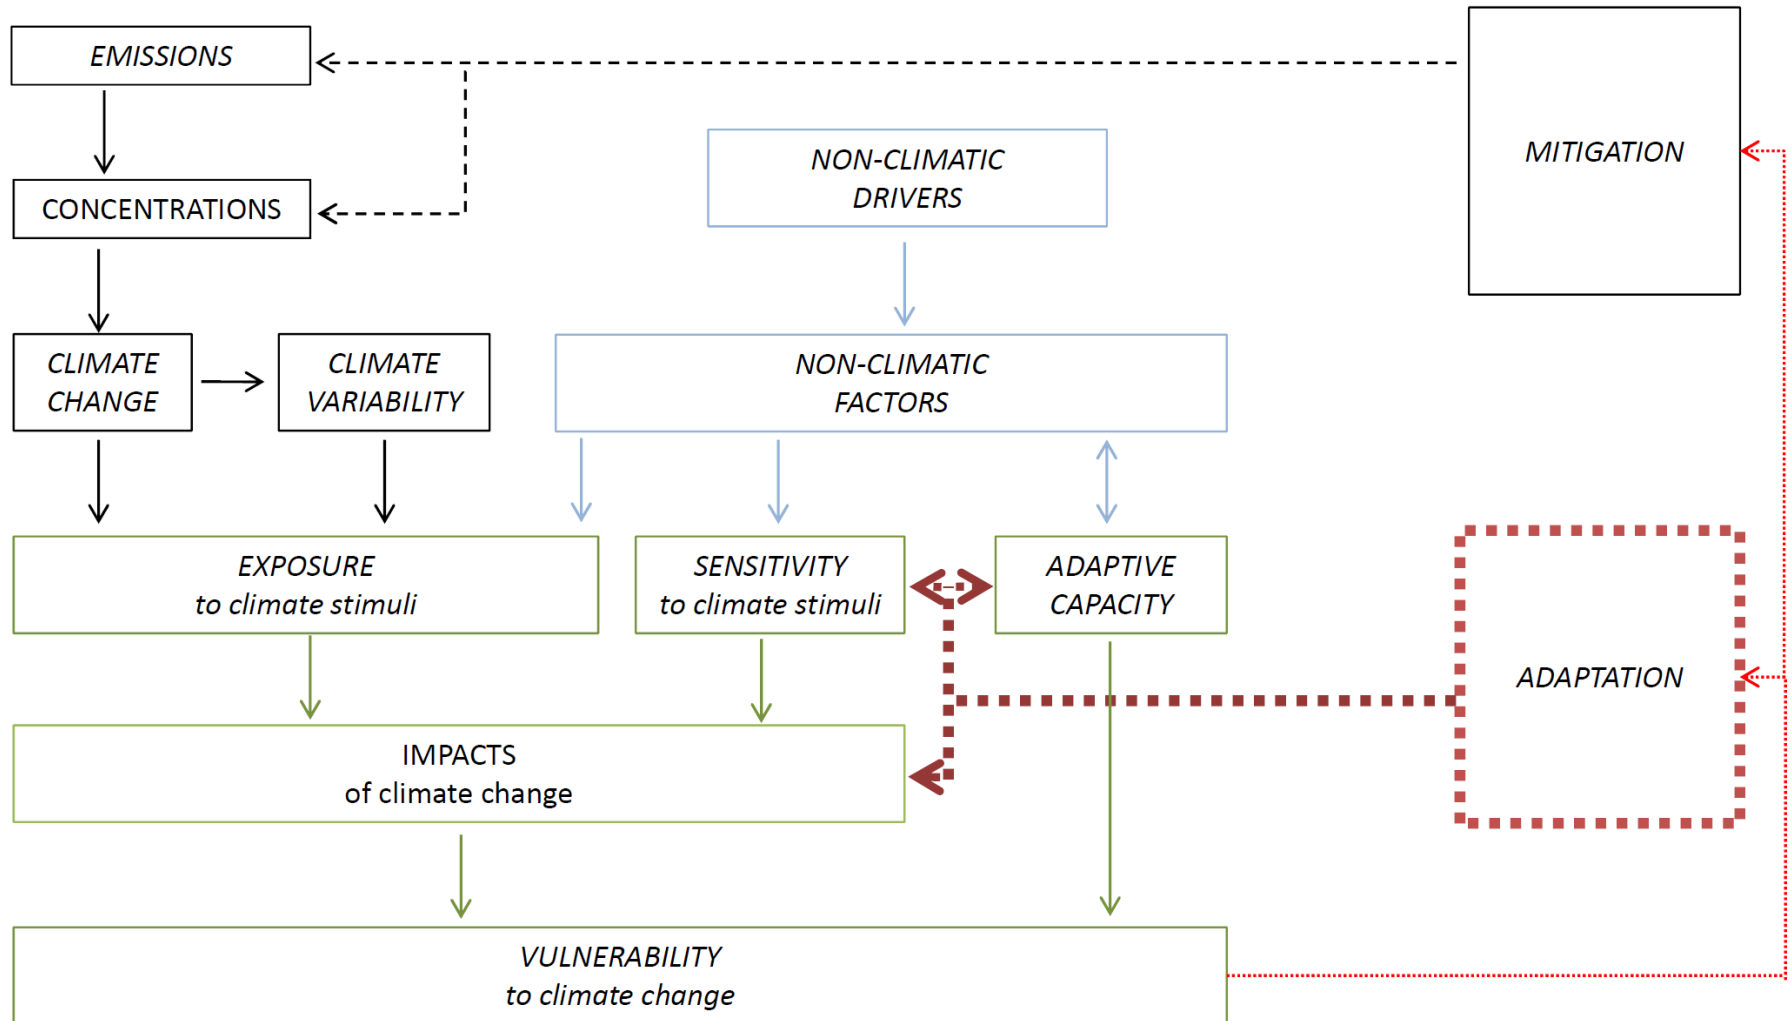 EMISSIONS
MITIGATION
NON-CLIMATIC
DRIVERS
CONCENTRATIONS
CLIMATE
CHANGE
CLIMATE
VARIABILITY
NON-CLIMATIC
FACTORS
EXPOSURE
to climate stimuli
SENSITIVITY
to climate stimuli
ADAPTIVE
CAPACITY
ADAPTATION
IMPACTS
of climate change
VULNERABILITY
to climate change